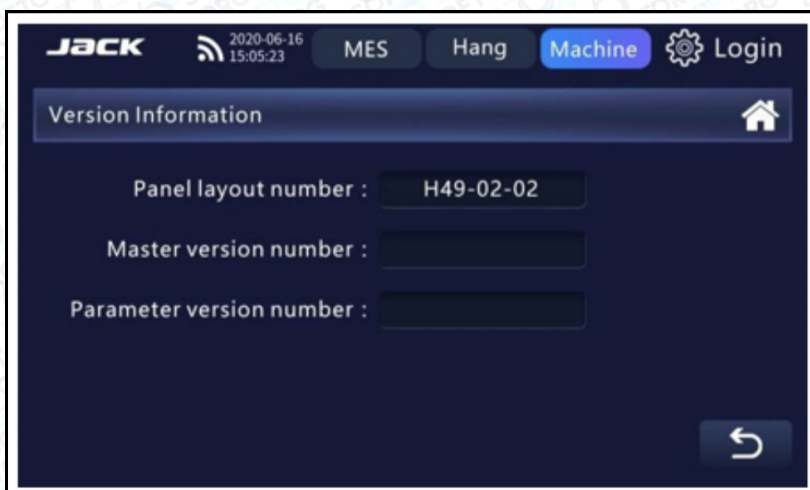 JACK
2020-06-16
15:05:23
MES
Hang
Machine
Login
Version Information
Panel layout number :
H49-02-02
Master version number :
Parameter version number :